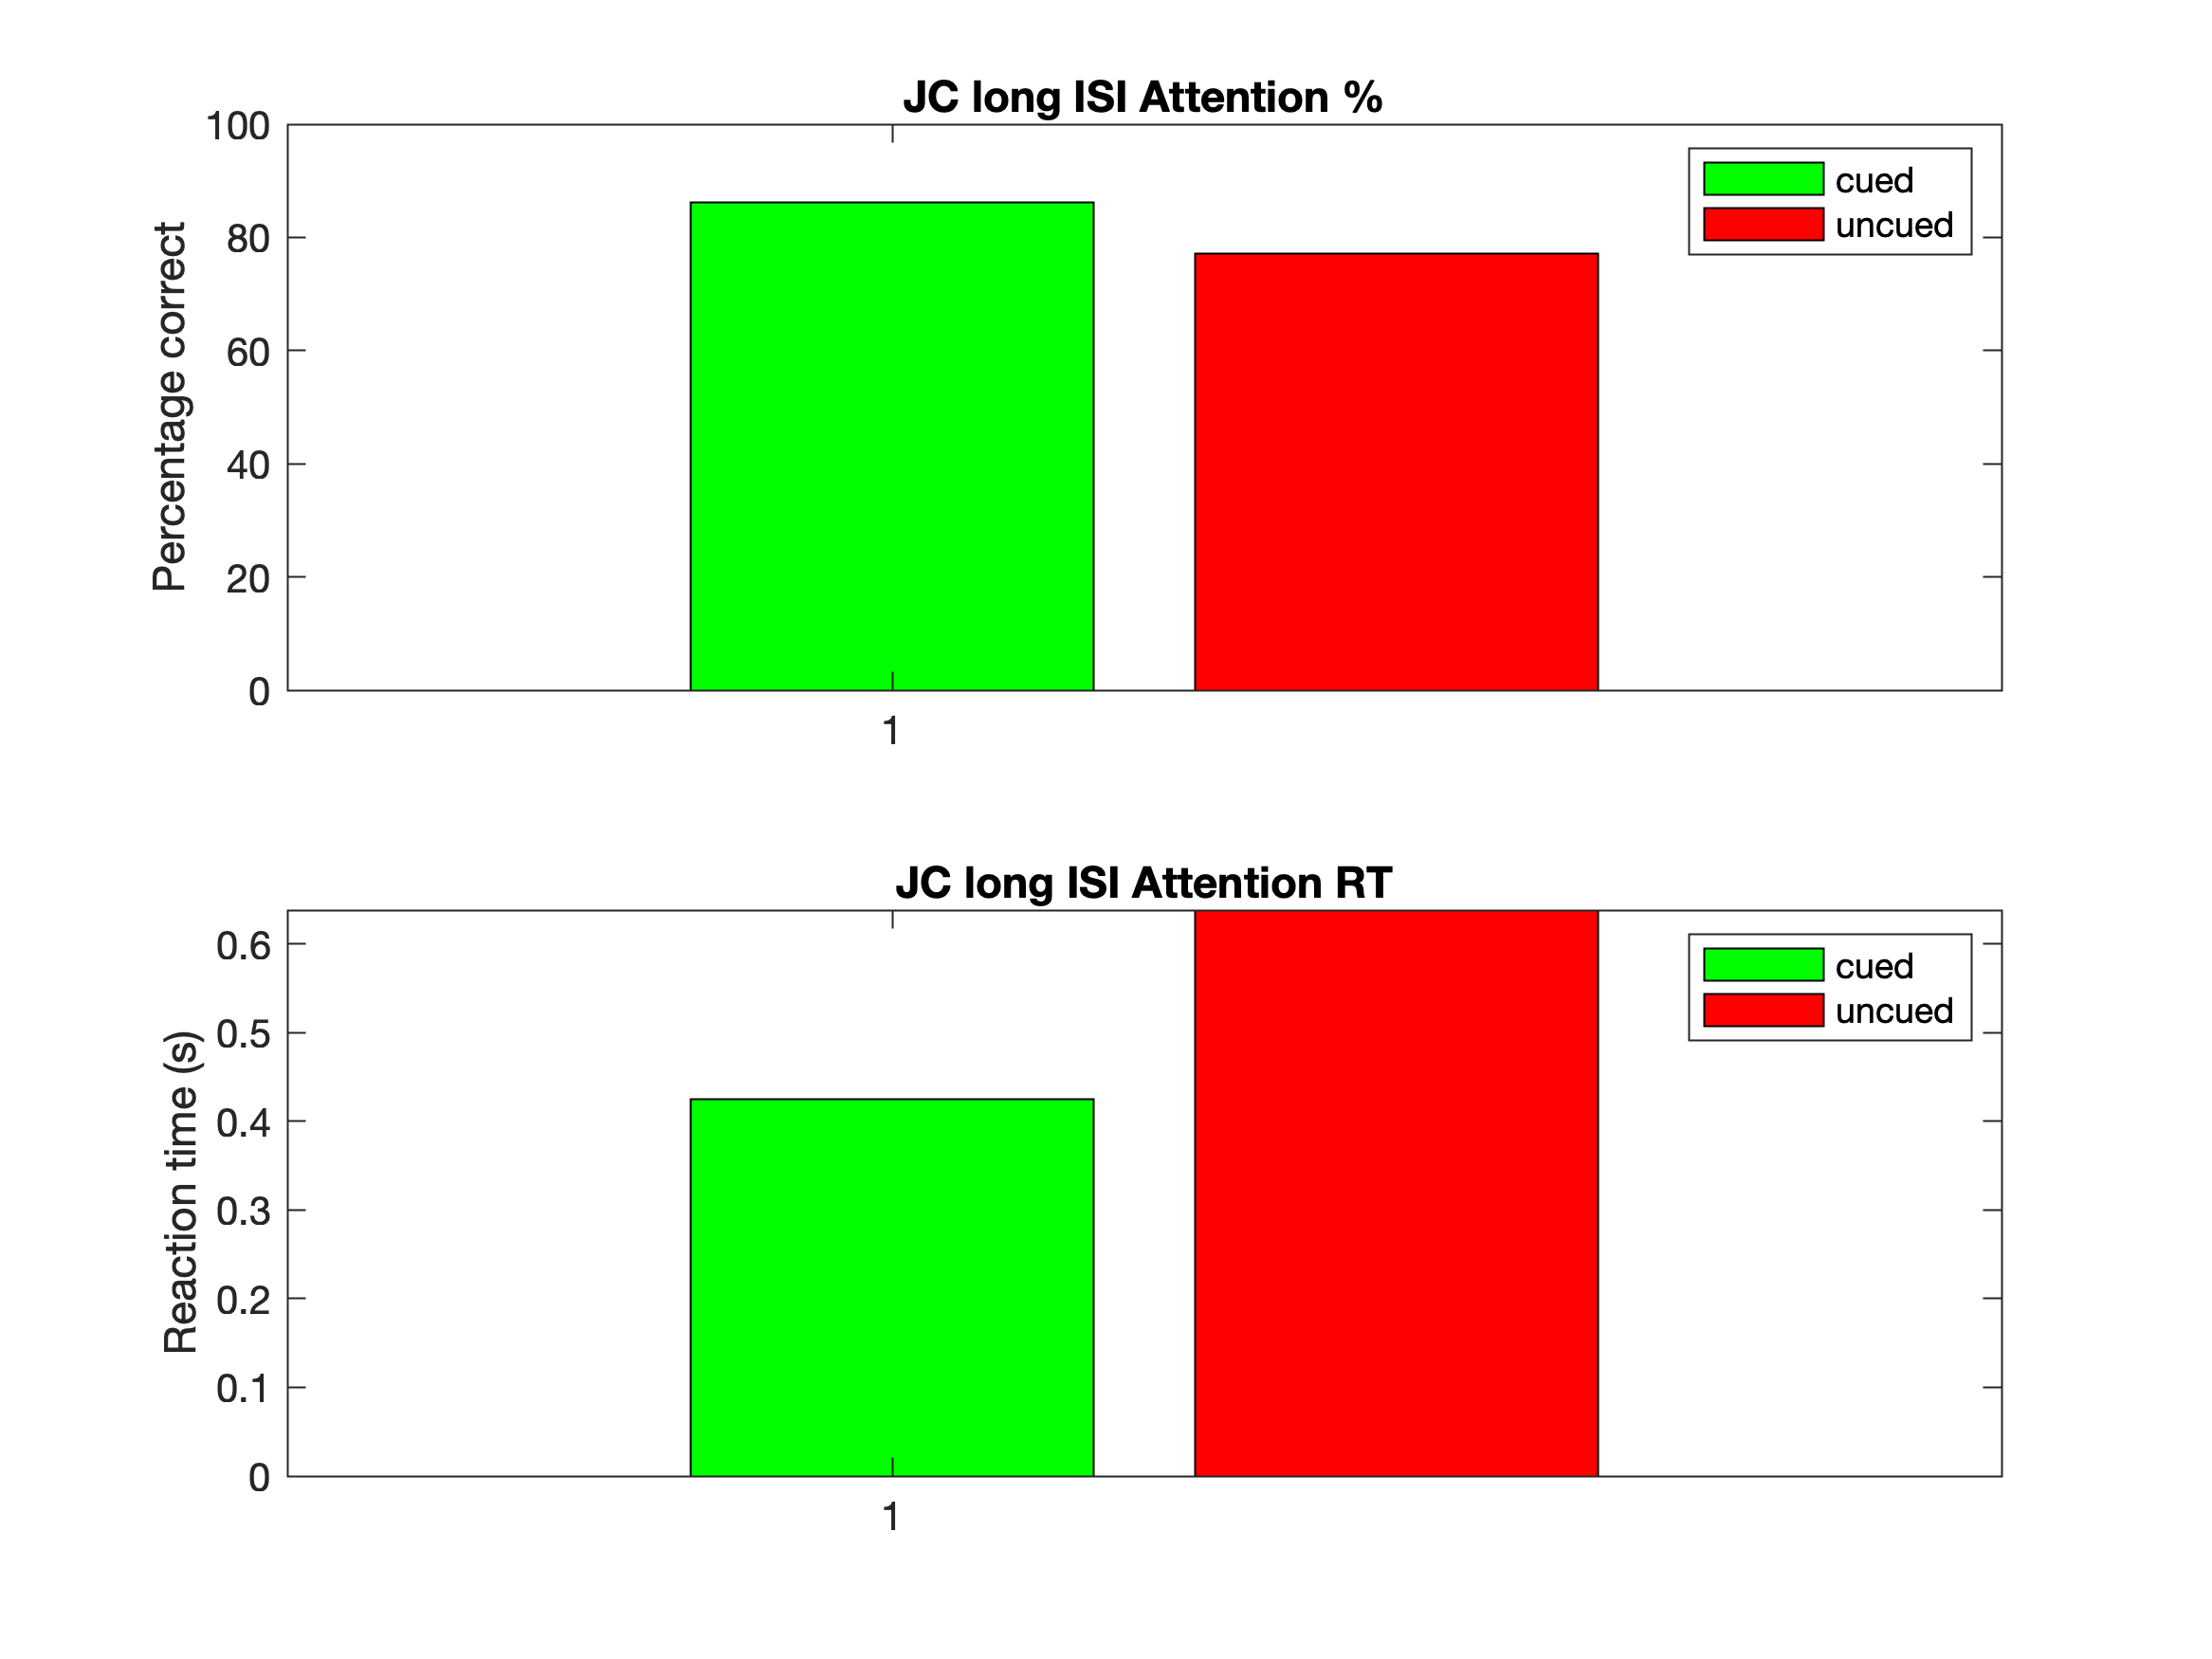 JC long ISI Attention %
100
80
60
40
20
0
Percentage correct
cued
uncued
1
JC long ISI Attention RT
0.6
0.5
0.4
0.3
0.2
0.1
0
Reaction time (s)
cued
uncued
1